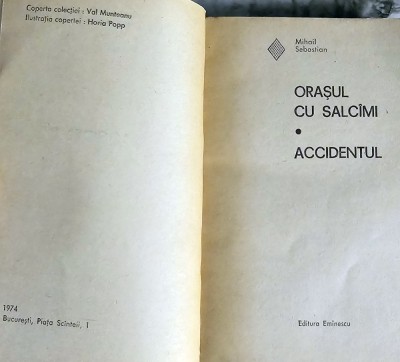 Coperta colecției : Val Munteanu
Ilustrația copertei : Horia Popp
1974
București, Piața Scînteii, 1
Mihail
Sebastian
ORAȘUL
CU SALCÎMI
•
ACCIDENTUL
Editura Eminescu